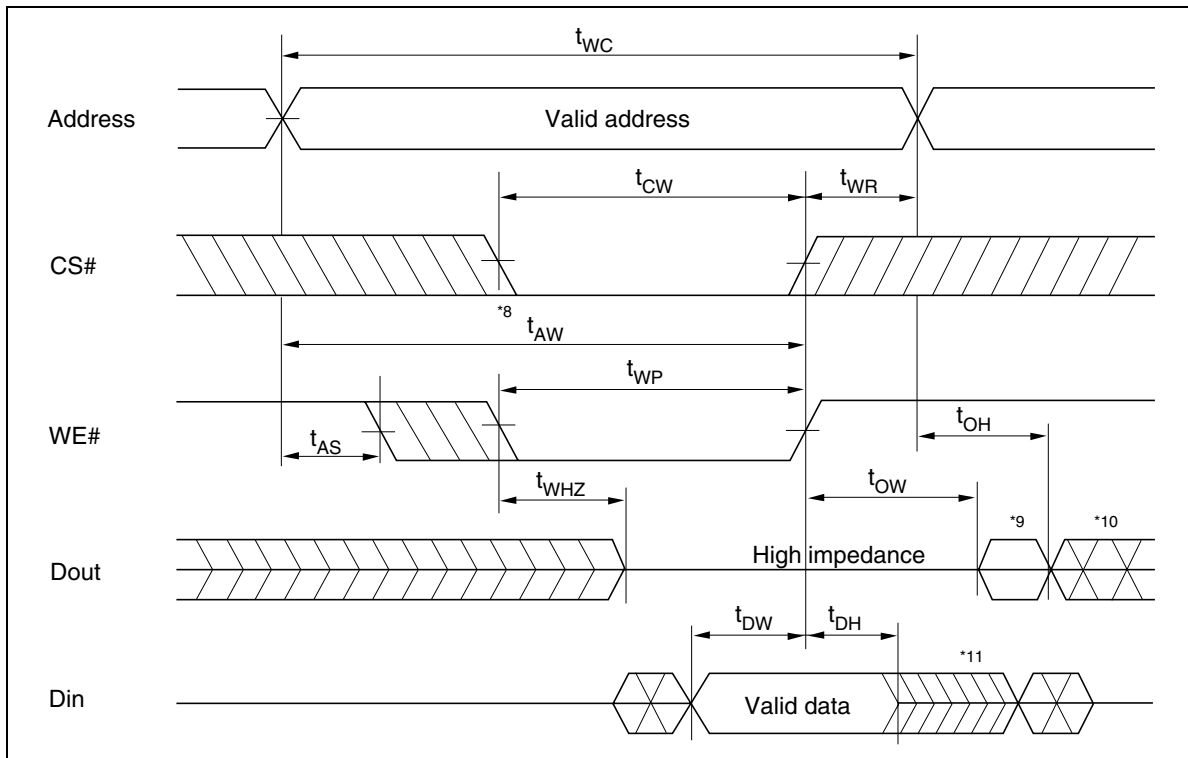 tWC
Address
Valid address
tCW
tWR
CS#
*8
tAW
tWP
WE#
tAS
tOH
tWHZ
tOW
*9
*10
Dout
High impedance
tDW
tDH
*11
Din
Valid data